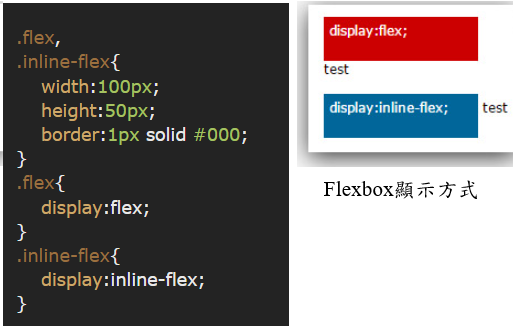 .flex,
.inline-flex{
width:100px;
height:50px;
border:1px solid #000;
}
.flex{
display:flex;
}
.inline-flex{
display:inline-flex;
}
display:flex;
test
display:inline-flex; test
Flexbox顯示方式